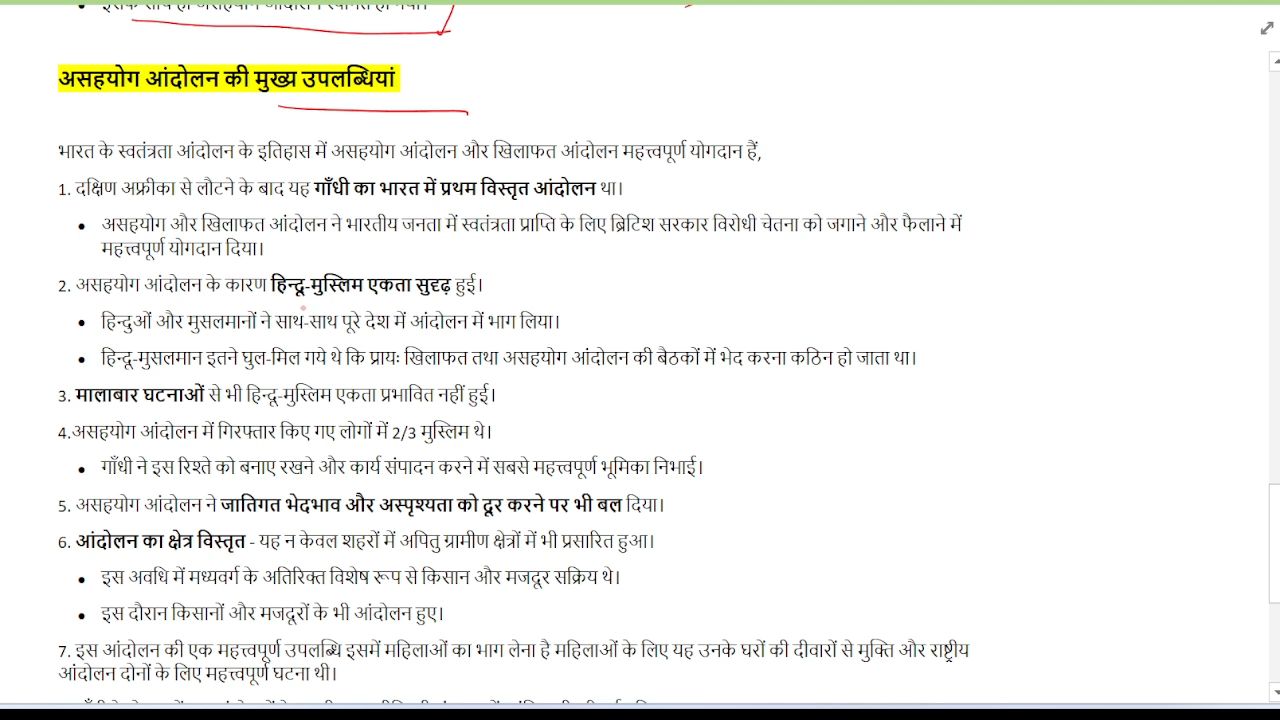 असहयोग आंदोलन की मुख्य उपलब्धियां
भारत के स्वतंत्रता आंदोलन के इतिहास में असहयोग आंदोलन और खिलाफत आंदोलन महत्त्वपूर्ण योगदान हैं,
1. दक्षिण अफ्रीका से लौटने के बाद यह गाँधी का भारत में प्रथम विस्तृत आंदोलन था।
• असहयोग और खिलाफत आंदोलन ने भारतीय जनता में स्वतंत्रता प्राप्ति के लिए ब्रिटिश सरकार विरोधी चेतना को जगाने और फैलाने में
महत्त्वपूर्ण योगदान दिया।
2. असहयोग आंदोलन के कारण हिन्दू-मुस्लिम एकता सुदृढ़ हुई।
• हिन्दुओं और मुसलमानों ने साथ-साथ पूरे देश में आंदोलन में भाग लिया।
• हिन्दू-मुसलमान इतने घुल-मिल गये थे कि प्रायः खिलाफत तथा असहयोग आंदोलन की बैठकों में भेद करना कठिन हो जाता था।
3. मालाबार घटनाओं से भी हिन्दू-मुस्लिम एकता प्रभावित नहीं हुई।
4.असहयोग आंदोलन में गिरफ्तार किए गए लोगों में 2/3 मुस्लिम थे।
• गाँधी ने इस रिश्ते को बनाए रखने और कार्य संपादन करने में सबसे महत्त्वपूर्ण भूमिका निभाई।
5. असहयोग आंदोलन ने जातिगत भेदभाव और अस्पृश्यता को दूर करने पर भी बल दिया।
6. आंदोलन का क्षेत्र विस्तृत - यह न केवल शहरों में अपितु ग्रामीण क्षेत्रों में भी प्रसारित हुआ।
• इस अवधि में मध्यवर्ग के अतिरिक्त विशेष रूप से किसान और मजदूर सक्रिय थे।
• इस दौरान किसानों और मजदूरों के भी आंदोलन हुए।
7. इस आंदोलन की एक महत्त्वपूर्ण उपलब्धि इसमें महिलाओं का भाग लेना है महिलाओं के लिए यह उनके घरों की दीवारों से मुक्ति और राष्ट्रीय
आंदोलन दोनों के लिए महत्त्वपूर्ण घटना थी।